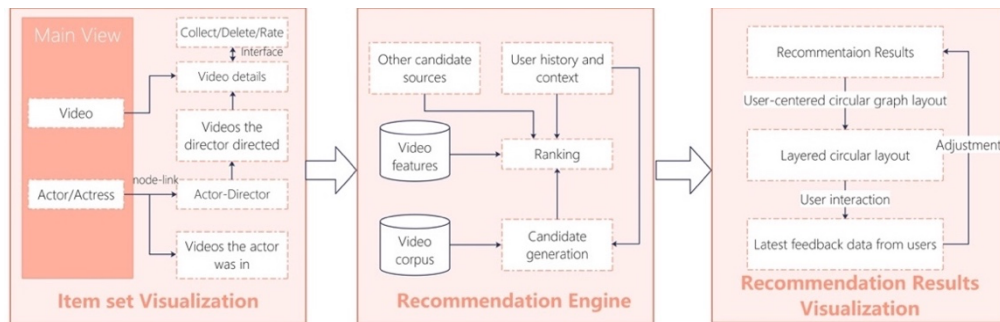 Main View
Collect/Delete/Rate
Interface
Video details
Video
Videos the
director directed
node-link
Actor/Actress
Actor-Director
Videos the actor
was in
Item set Visualization
Other candidate
sources
User history and
context
Video
features
Ranking
Video
corpus
Candidate
generation
Recommendation Engine
Recommentaion Results
User-centered circular graph layout
Adjustment
Layered circular layout
User interaction
Latest feedback data from users
Recommendation Results
Visualization